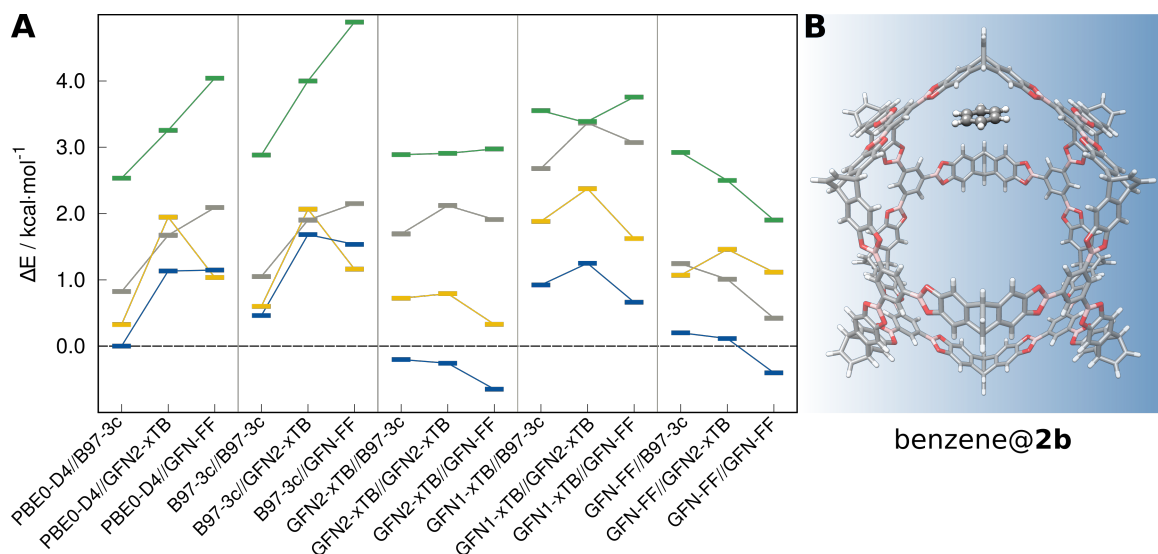 A
B
ΔE / kcal·mol⁻¹
4.0
3.0
2.0
1.0
0.0
PBE0-D4//B97-3c
PBE0-D4//GFN2-xTB
PBE0-D4//GFN-FF
B97-3c//B97-3c
B97-3c//GFN2-xTB
B97-3c//GFN-FF
GFN2-xTB//B97-3c
GFN2-xTB//GFN2-xTB
GFN2-xTB//GFN-FF
GFN1-xTB//B97-3c
GFN1-xTB//GFN2-xTB
GFN1-xTB//GFN-FF
GFN-FF//B97-3c
GFN-FF//GFN2-xTB
GFN-FF//GFN-FF
benzene@2b